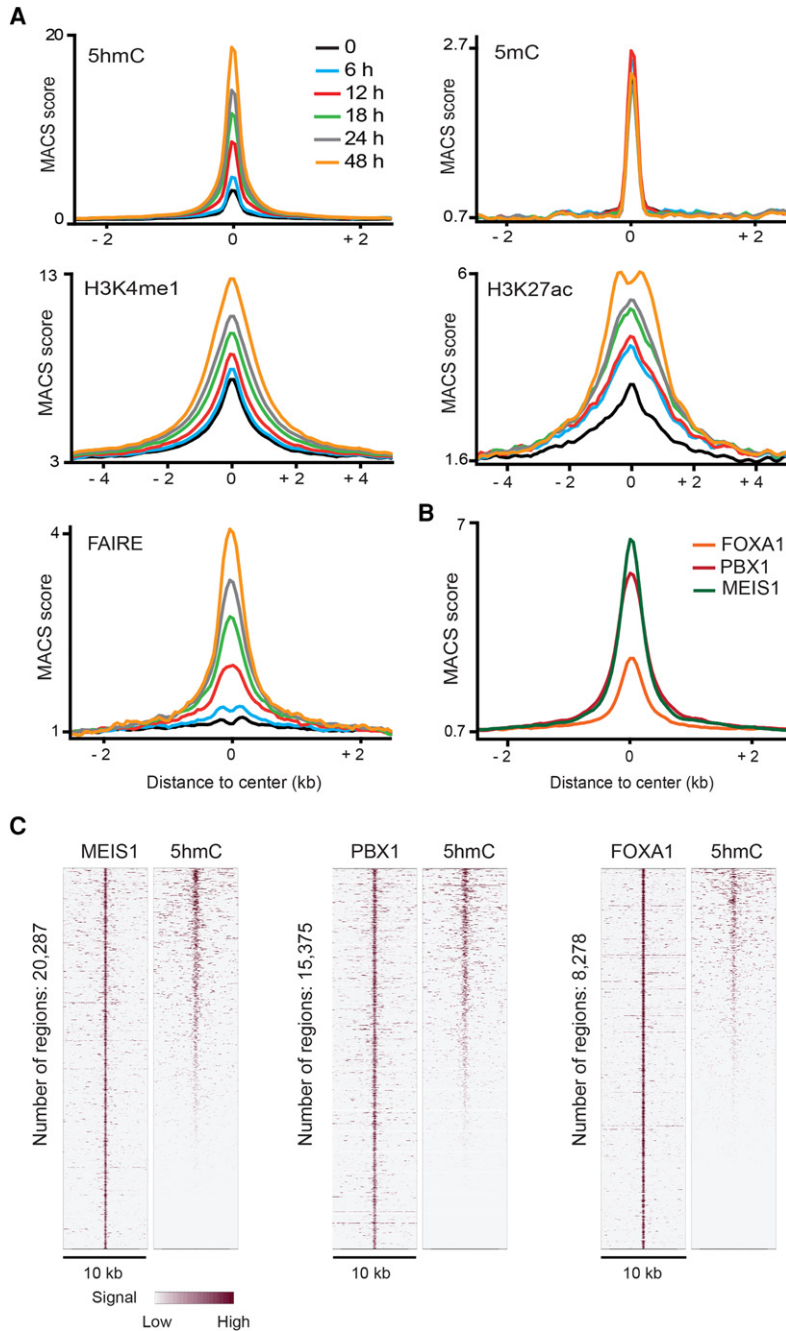 A
5hmC
20
0
MACS score
- 2
0
+ 2
0
6 h
12 h
18 h
24 h
48 h
5mC
2.7
0.7
MACS score
- 2
0
+ 2
H3K4me1
13
3
MACS score
- 4
- 2
0
+ 2
+ 4
H3K27ac
6
1.6
MACS score
-4
- 2
0
+ 2
+ 4
FAIRE
4
1
MACS score
- 2
0
+ 2
Distance to center (kb)
B
7
0.7
MACS score
FOXA1
PBX1
MEIS1
- 2
0
+ 2
Distance to center (kb)
C
MEIS1
5hmC
Number of regions: 20,287
10 kb
PBX1
5hmC
Number of regions: 15,375
10 kb
FOXA1
5hmC
Number of regions: 8,278
10 kb
Signal
Low
High